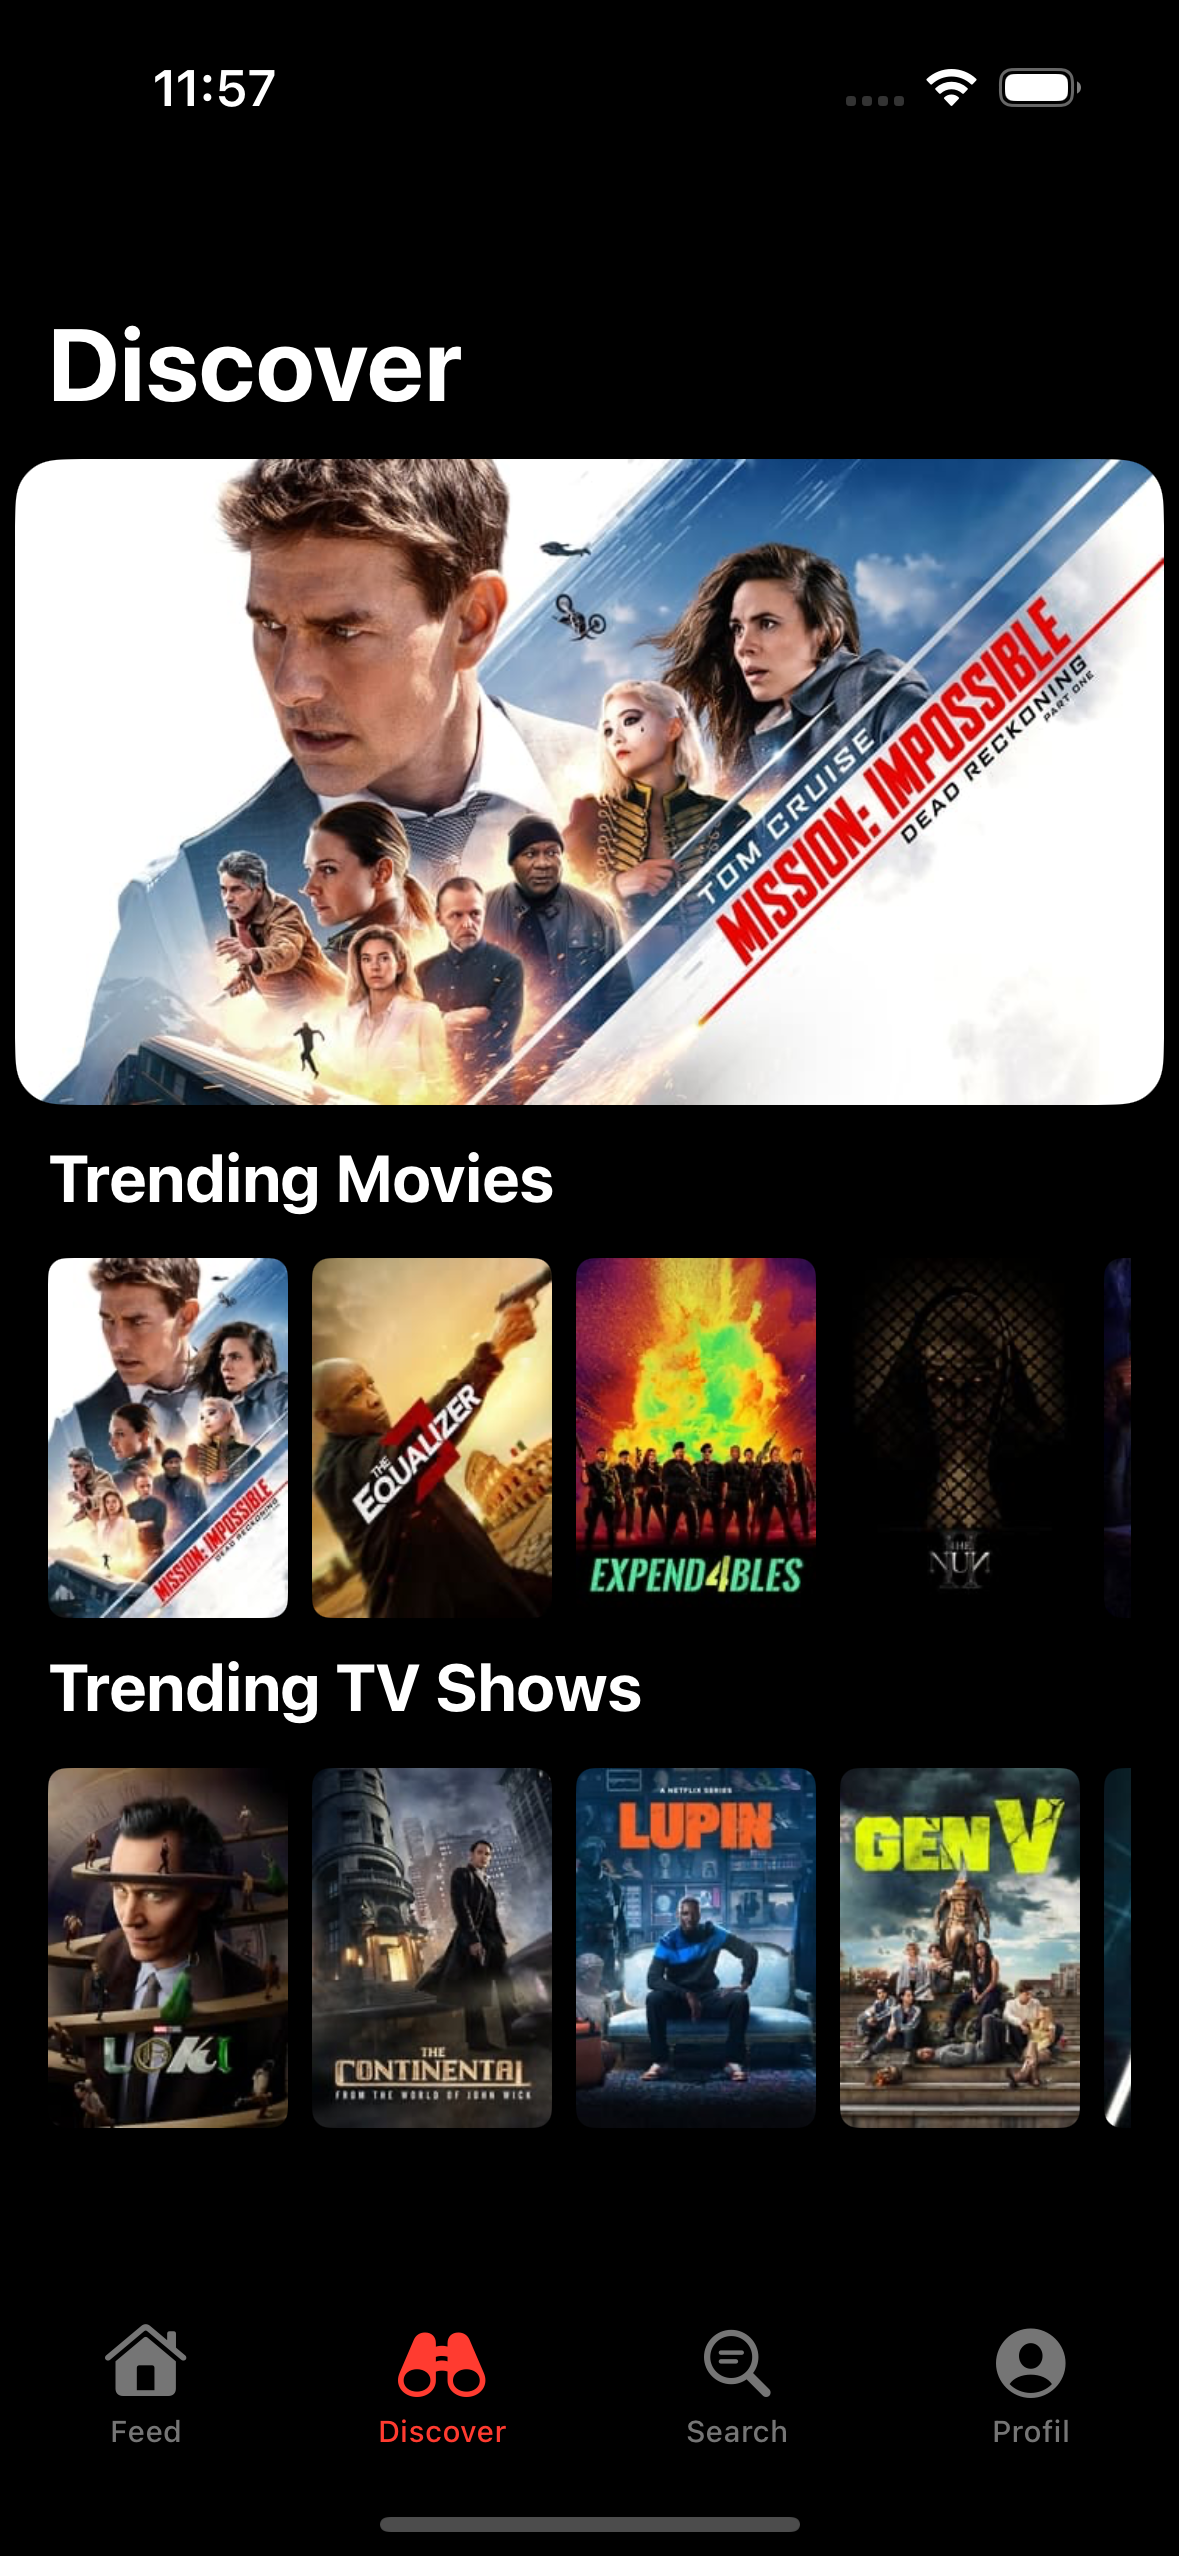 11:57
Discover
TOM CRUISE
MISSION: IMPOSSIBLE
DEAD RECKONING
PART ONE
Trending Movies
MISSION: IMPOSSIBLE
DEAD RECKONING
THE
EQUALIZER
3
EXPEND4BLES
THE
NUN
II
Trending TV Shows
LOKI
THE
CONTINENTAL
FROM THE WORLD OF JOHN WICK
A NETFLIX SERIES
LUPIN
GEN V
Feed
Discover
Search
Profil